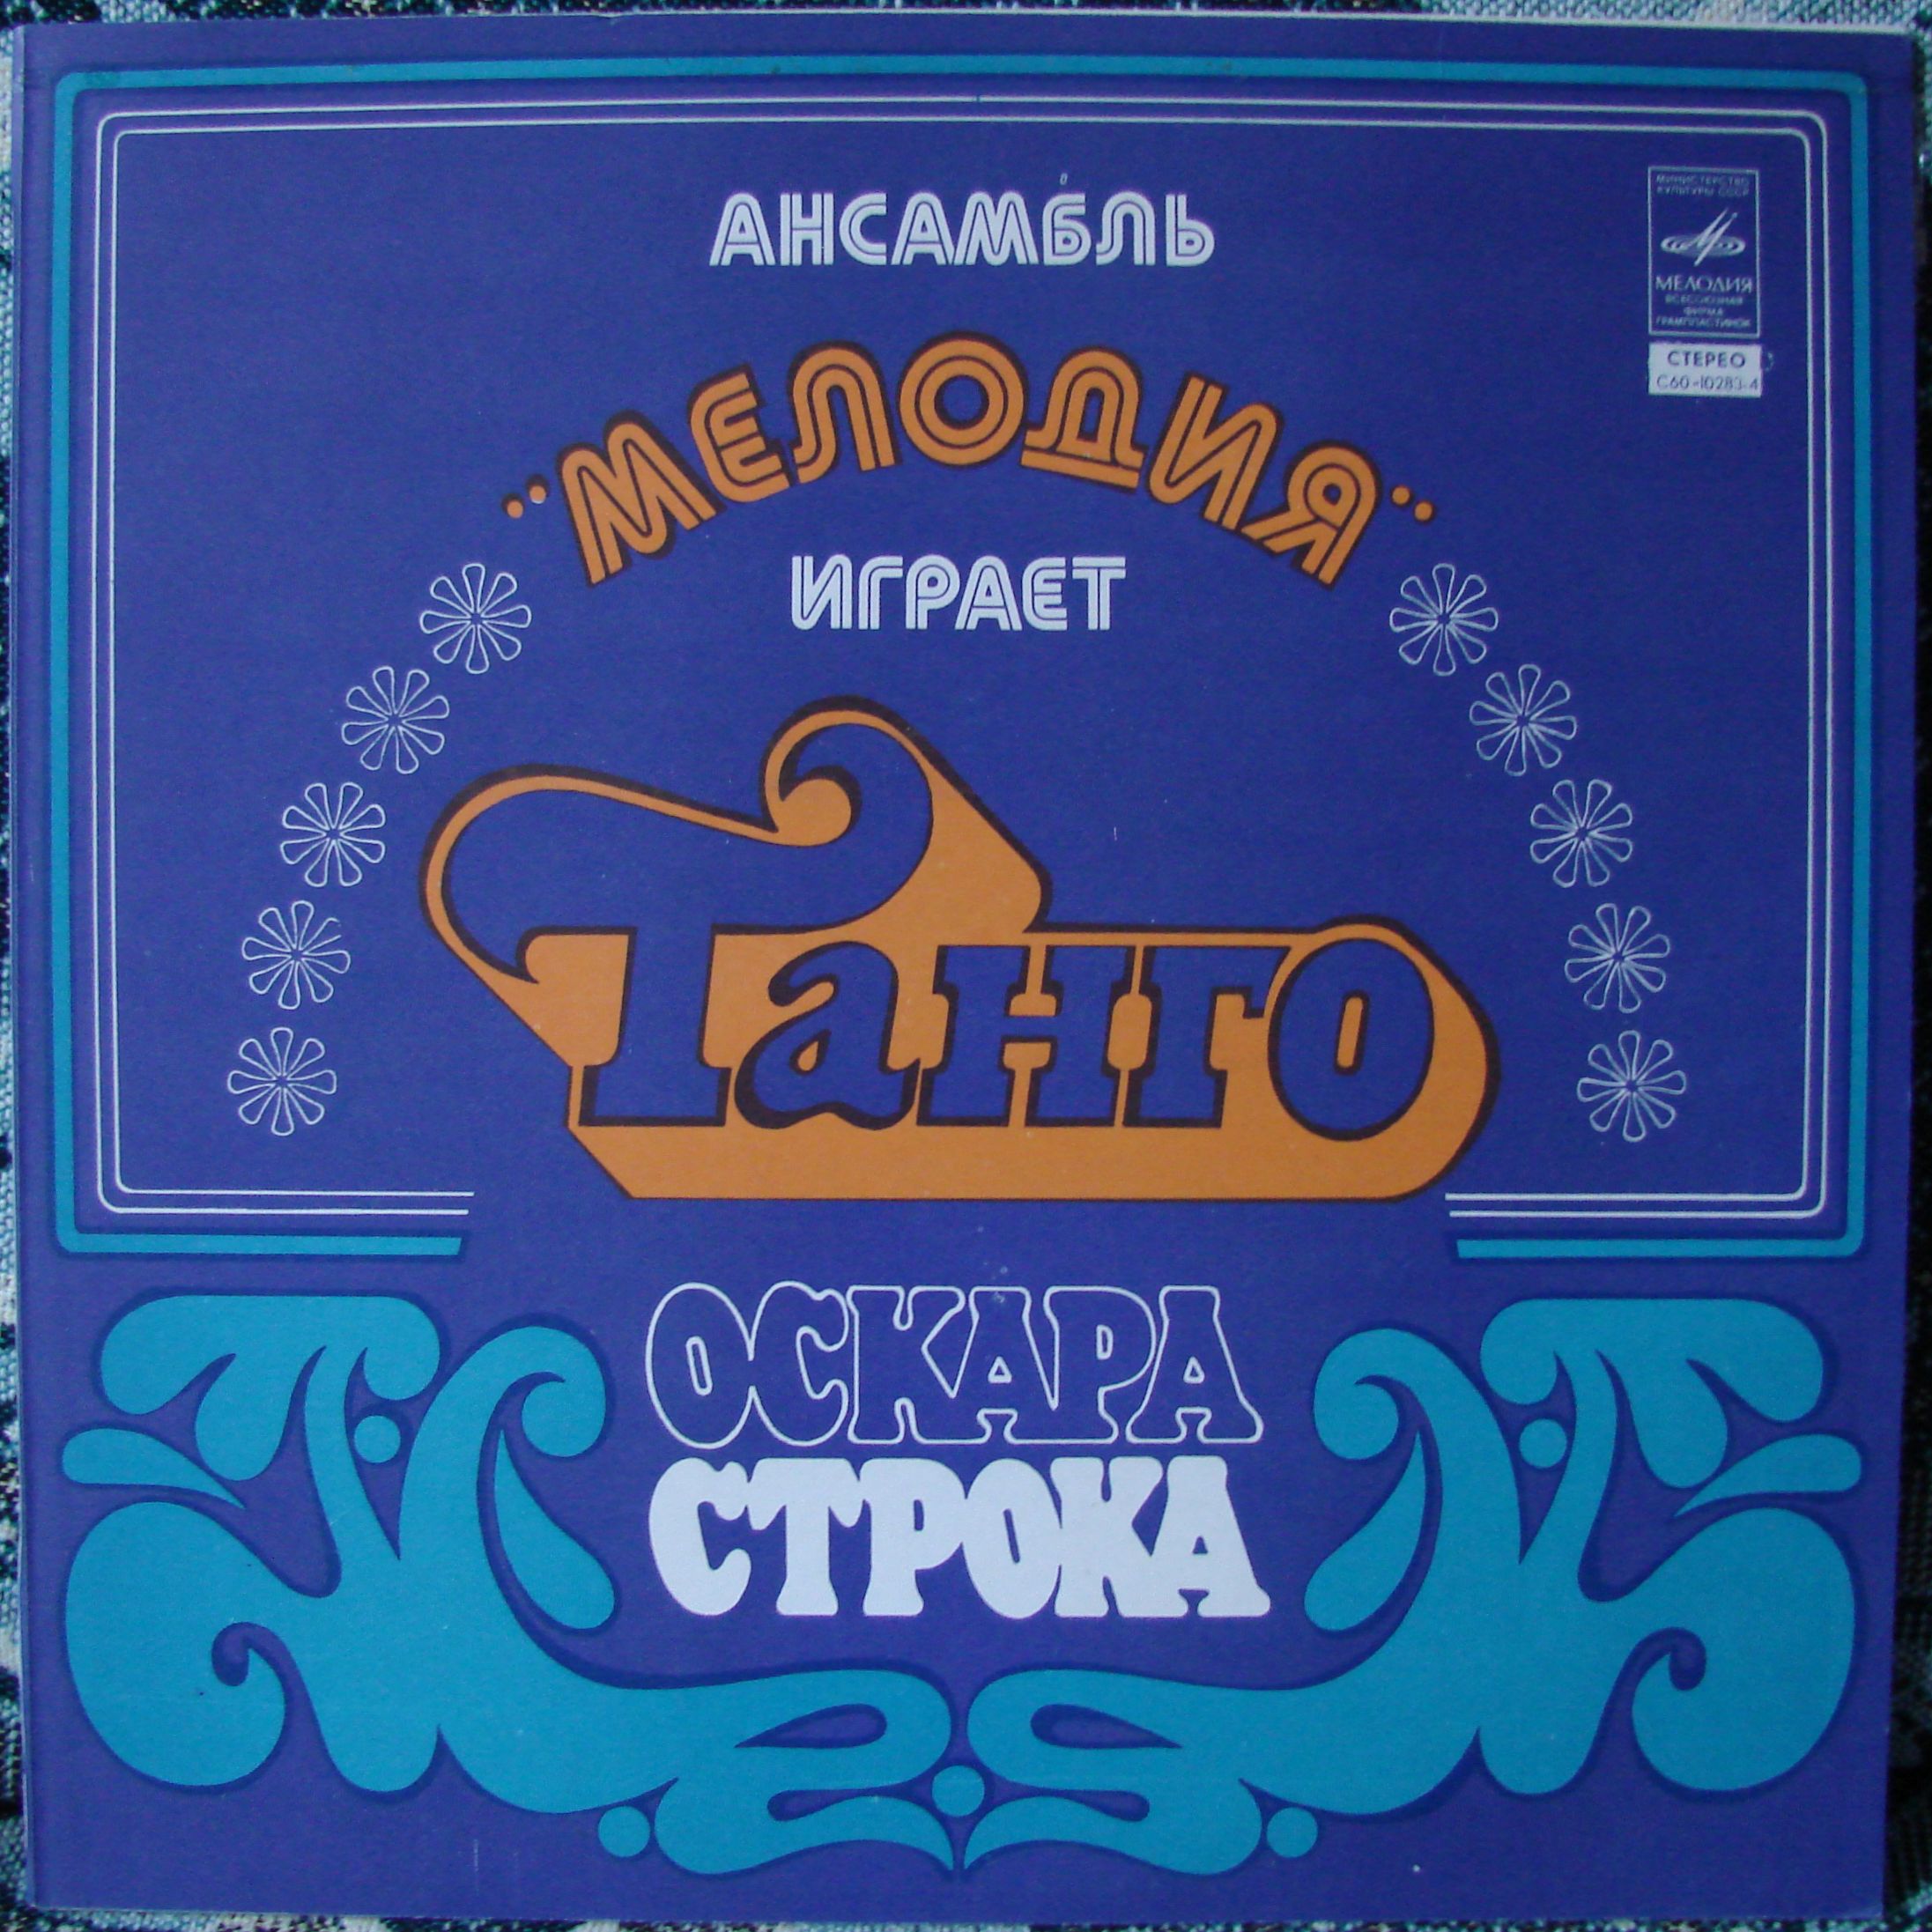 АНСАМБЛЬ
"МЕЛОДИЯ"
ИГРАЕТ
Танго
ОСКАРА
СТРОКА
МИНИСТЕРСТВО
КУЛЬТУРЫ СССР
МЕЛОДИЯ
ВСЕСОЮЗНАЯ
ФИРМА
ГРАМПЛАСТИНОК
СТЕРЕО
С60-10283-4